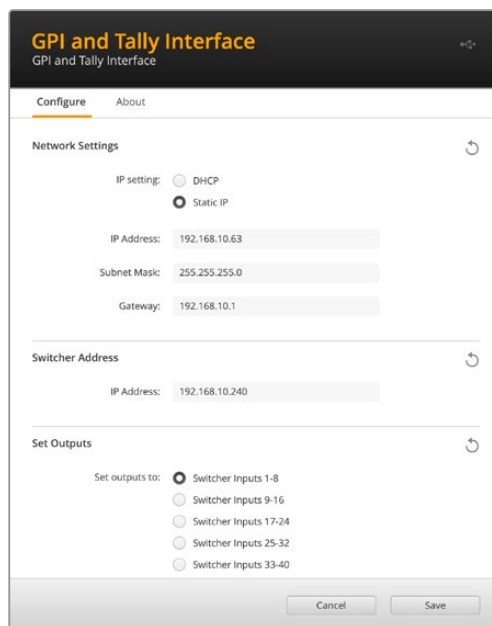 GPI and Tally Interface
GPI and Tally Interface
Configure About
Network Settings
IP setting: DHCP
Static IP
IP Address: 192.168.10.63
Subnet Mask: 255.255.255.0
Gateway: 192.168.10.1
Switcher Address
IP Address: 192.168.10.240
Set Outputs
Set outputs to: Switcher Inputs 1-8
Switcher Inputs 9-16
Switcher Inputs 17-24
Switcher Inputs 25-32
Switcher Inputs 33-40
Cancel Save